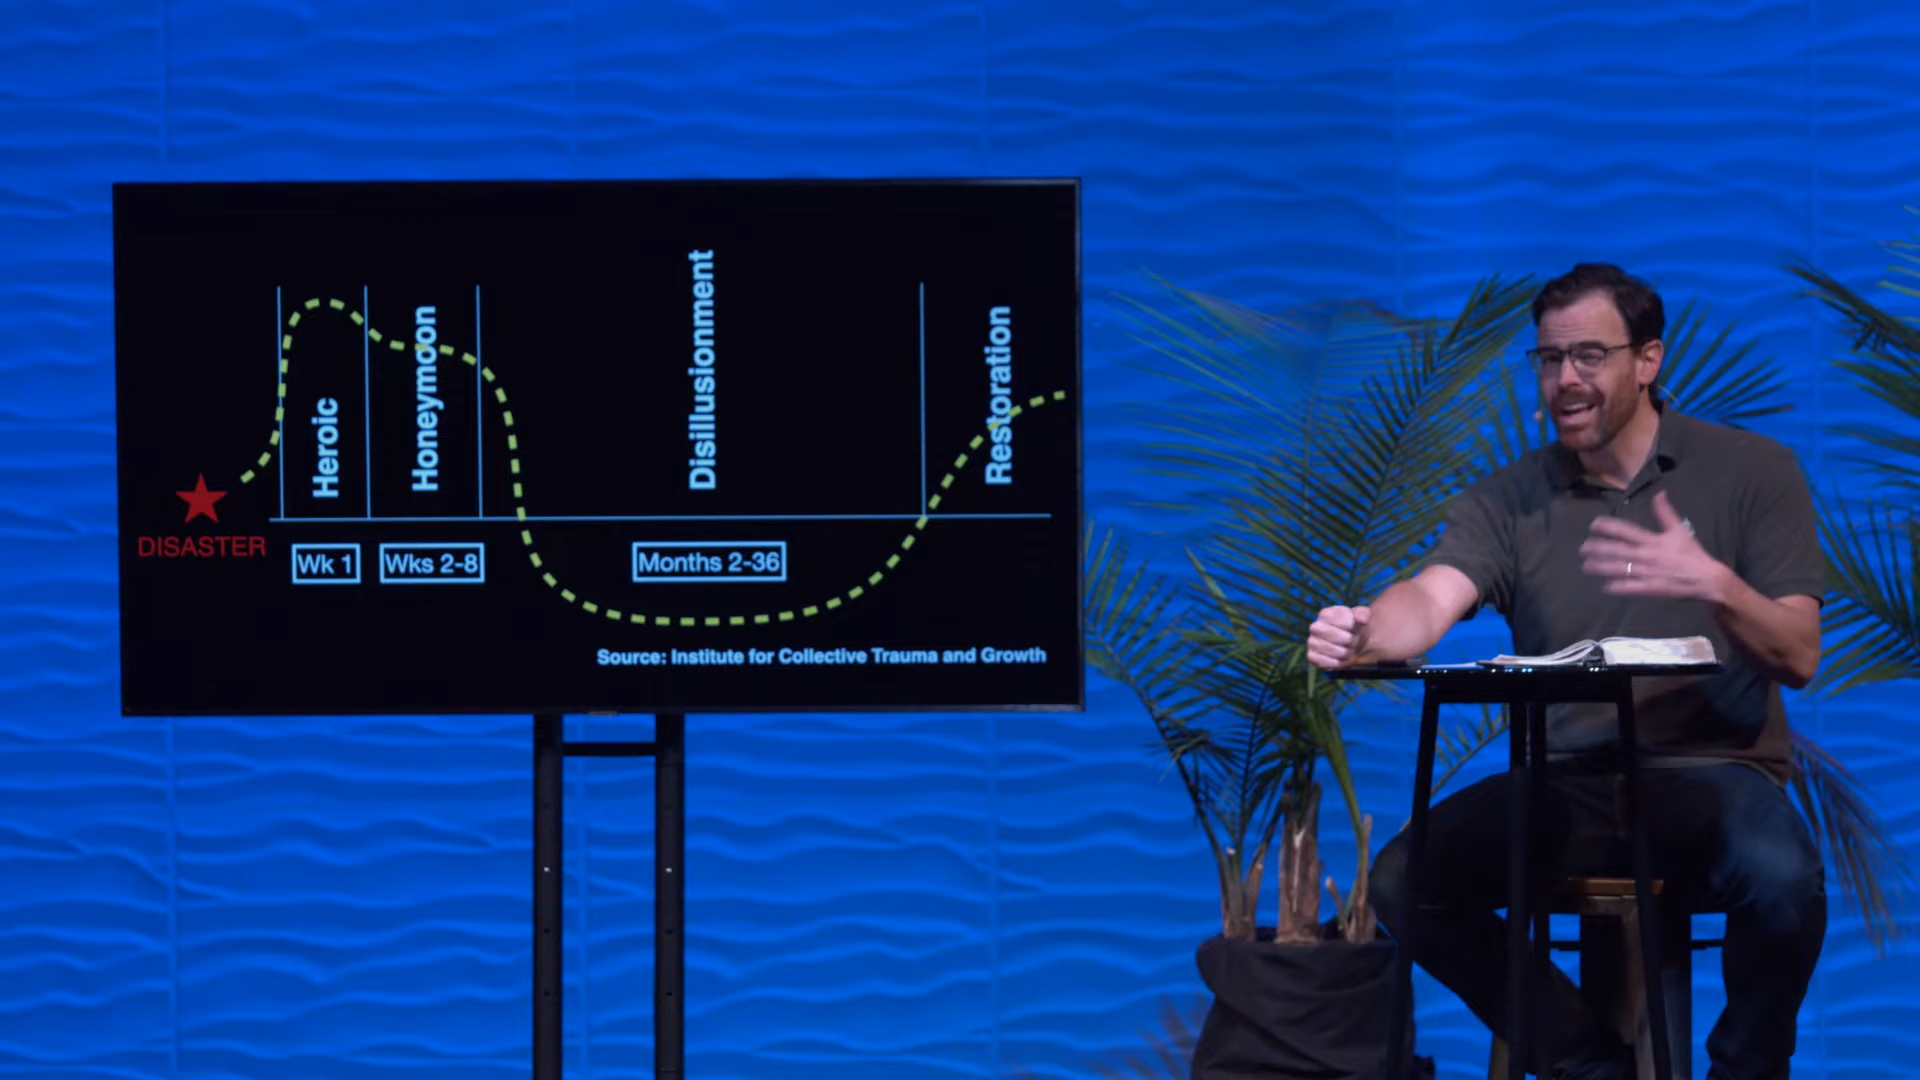 DISASTER
Heroic
Honeymoon
Disillusionment
Restoration
Wk 1
Wks 2-8
Months 2-36
Source: Institute for Collective Trauma and Growth